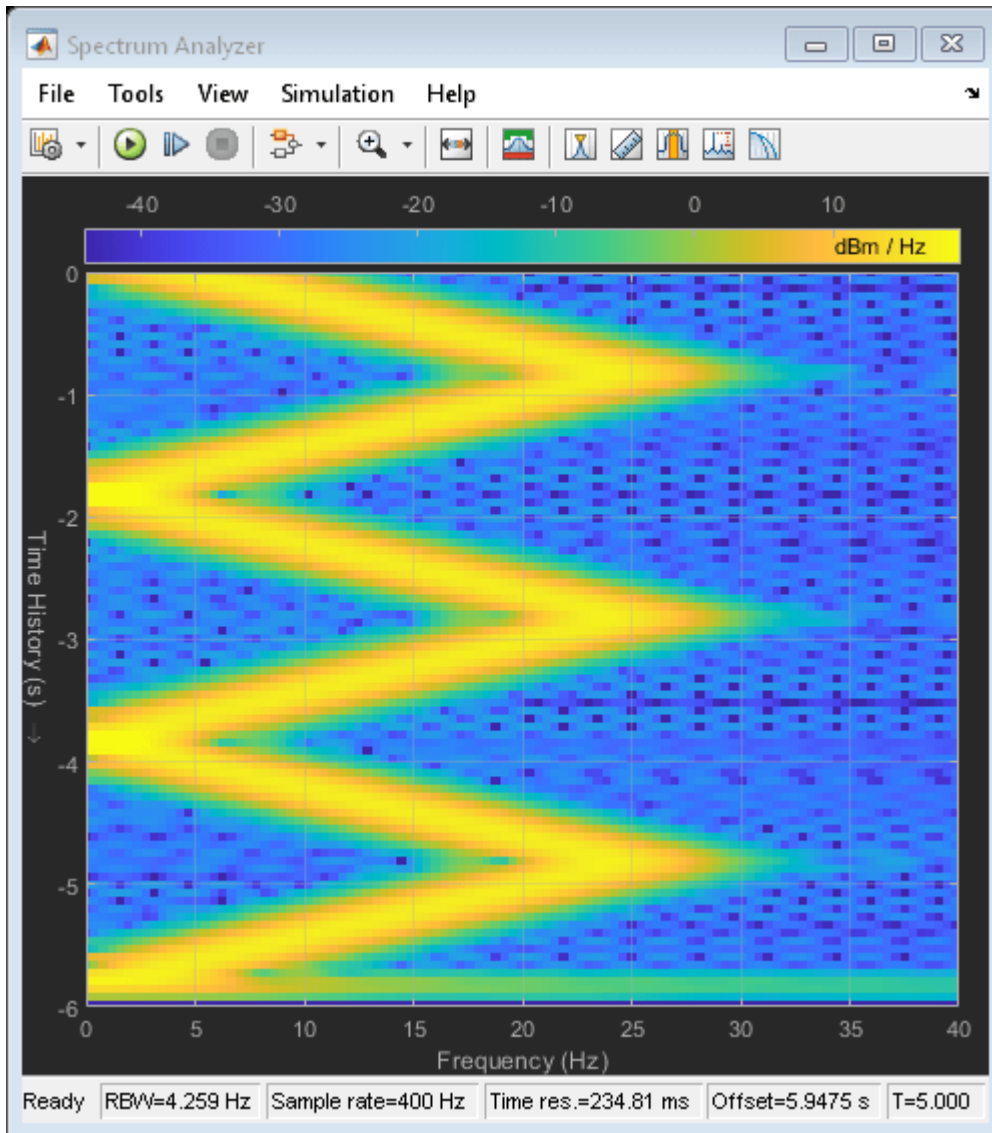 Spectrum Analyzer
File Tools View Simulation Help
-40 -30 -20 -10 0 10
dBm / Hz
0
-1
-2
-3
-4
-5
-6
Time History (s) →
0 5 10 15 20 25 30 35 40
Frequency (Hz)
Ready RBW=4.259 Hz Sample rate=400 Hz Time res.=234.81 ms Offset=5.9475 s T=5.000